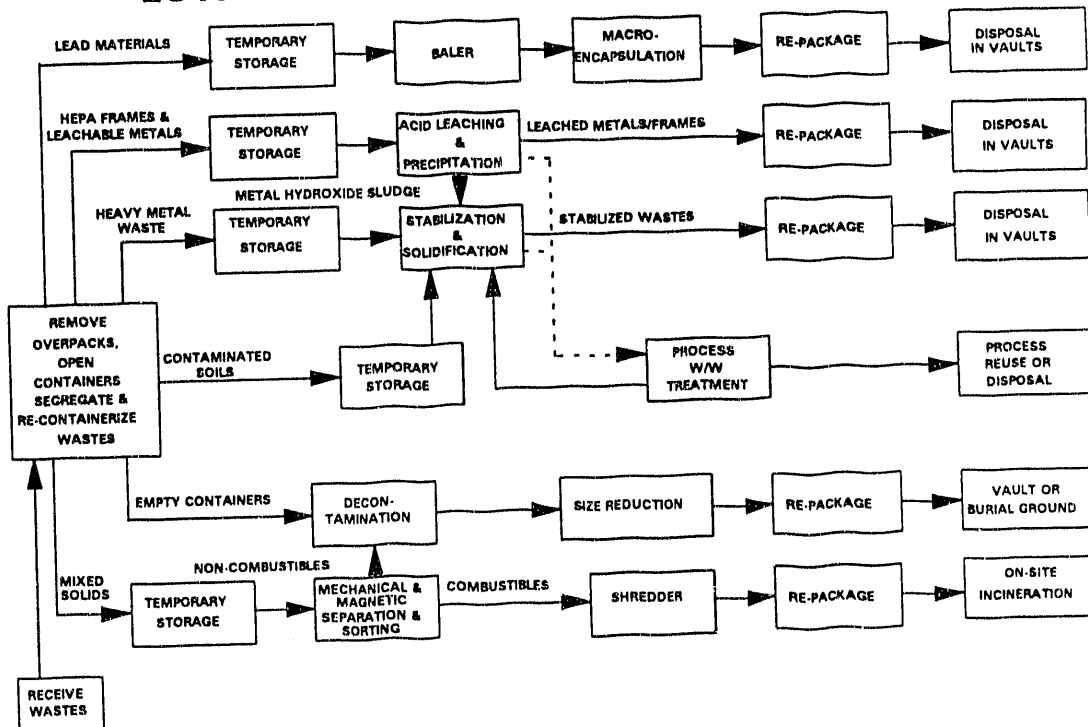 LEAD MATERIALS
TEMPORARY
STORAGE
BALER
MACRO-
ENCAPSULATION
RE-PACKAGE
DISPOSAL
IN VAULTS
HEPA FRAMES &
LEACHABLE METALS
TEMPORARY
STORAGE
ACID LEACHING
&
PRECIPITATION
LEACHED METALS/FRAMES
RE-PACKAGE
DISPOSAL
IN VAULTS
METAL HYDROXIDE SLUDGE
HEAVY METAL
WASTE
TEMPORARY
STORAGE
STABILIZATION
&
SOLIDIFICATION
STABILIZED WASTES
RE-PACKAGE
DISPOSAL
IN VAULTS
REMOVE
OVERPACKS,
OPEN
CONTAINERS
SEGREGATE &
RE-CONTAINERIZE
WASTES
CONTAMINATED
SOILS
TEMPORARY
STORAGE
PROCESS
W/W
TREATMENT
PROCESS
REUSE OR
DISPOSAL
EMPTY CONTAINERS
DECON-
TAMINATION
SIZE REDUCTION
RE-PACKAGE
VAULT OR
BURIAL GROUND
MIXED
SOLIDS
TEMPORARY
STORAGE
NON-COMBUSTIBLES
MECHANICAL &
MAGNETIC
SEPARATION &
SORTING
COMBUSTIBLES
SHREDDER
RE-PACKAGE
ON-SITE
INCINERATION
RECEIVE
WASTES